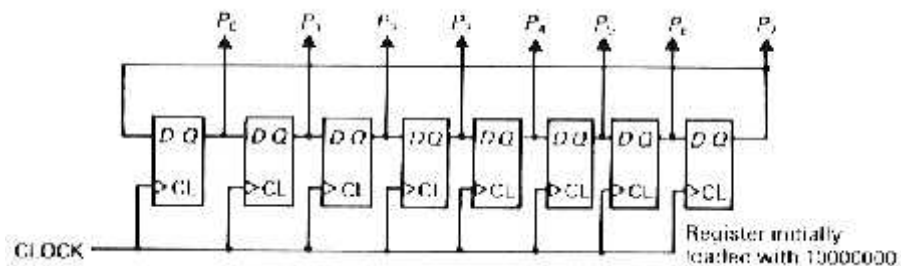 P₀ P₁ P₂ P₃ P₄ P₅ P₆ P₇
D Q D Q D Q D Q D Q D Q D Q D Q
CL CL CL CL CL CL CL CL
CLOCK
Register initially
loaded with 10000000